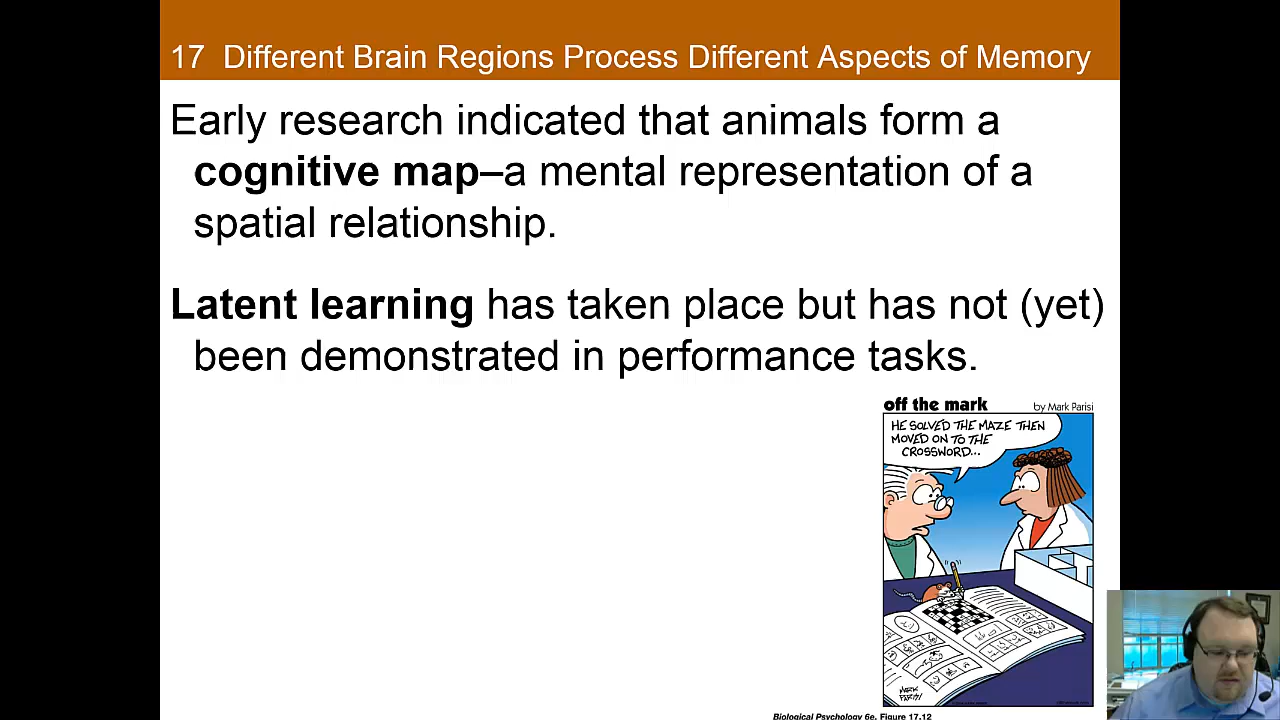 17 Different Brain Regions Process Different Aspects of Memory
Early research indicated that animals form a
cognitive map–a mental representation of a
spatial relationship.
Latent learning has taken place but has not (yet)
been demonstrated in performance tasks.
off the mark by Mark Parisi
HE SOLVED THE MAZE THEN
MOVED ON TO THE
CROSSWORD...
MARK
PARISI
Biological Psychology 6e, Figure 17.12